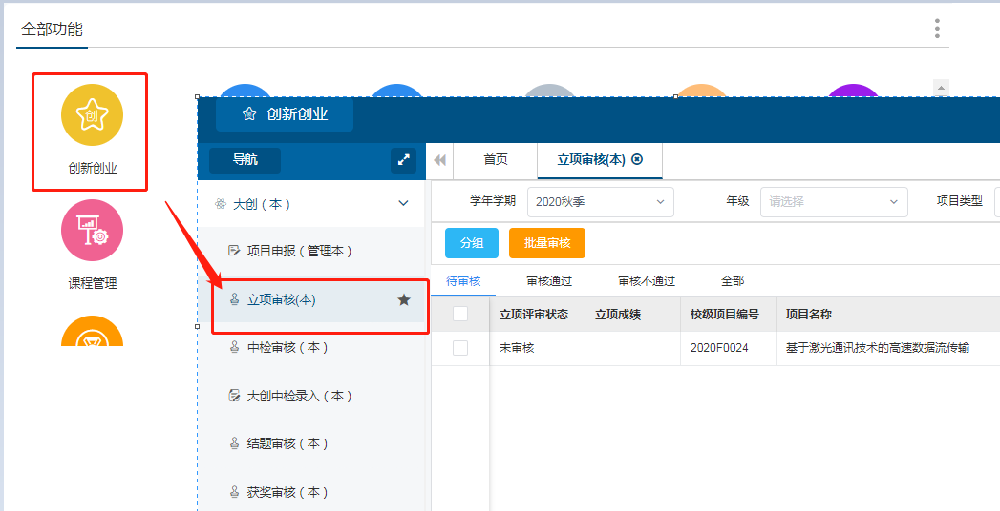 全部功能
创
创新创业
课程管理
创新创业
导航
首页
立项审核(本)
大创（本）
项目申报（管理本）
立项审核(本)
中检审核（本）
大创中检录入（本）
结题审核（本）
获奖审核（本）
学年学期 2020秋季 年级 请选择 项目类型
分组 批量审核
待审核 审核通过 审核不通过 全部
立项评审状态 立项成绩 校级项目编号 项目名称
未审核 2020F0024 基于激光通讯技术的高速数据流传输